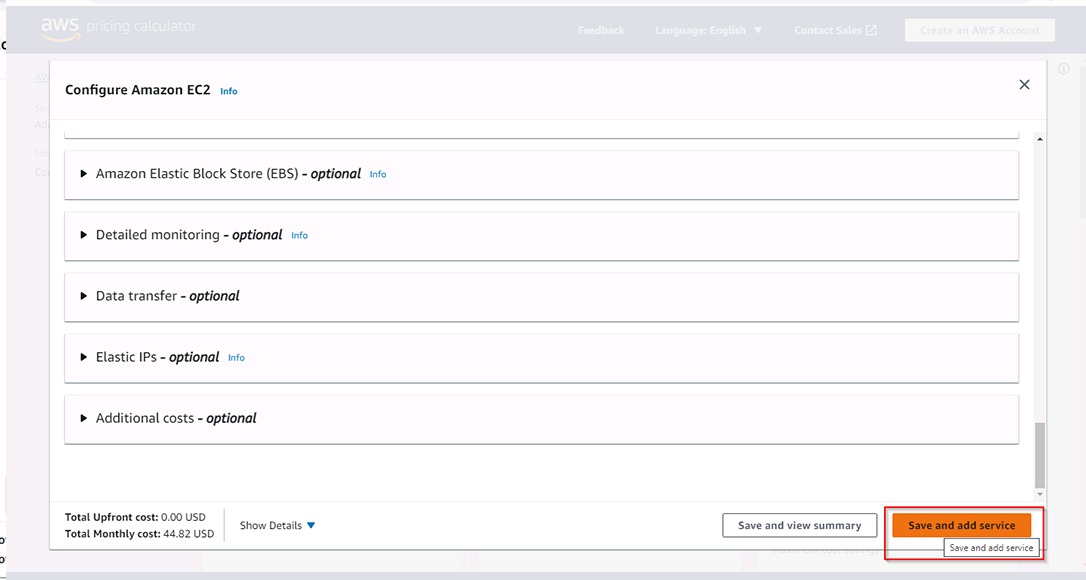 aws pricing calculator
Feedback Language: English Contact Sales Create an AWS Account
Configure Amazon EC2 Info
Amazon Elastic Block Store (EBS) - optional Info
Detailed monitoring - optional Info
Data transfer - optional
Elastic IPs - optional Info
Additional costs - optional
Total Upfront cost: 0.00 USD
Total Monthly cost: 44.82 USD
Show Details
Save and view summary
Save and add service
Save and add service